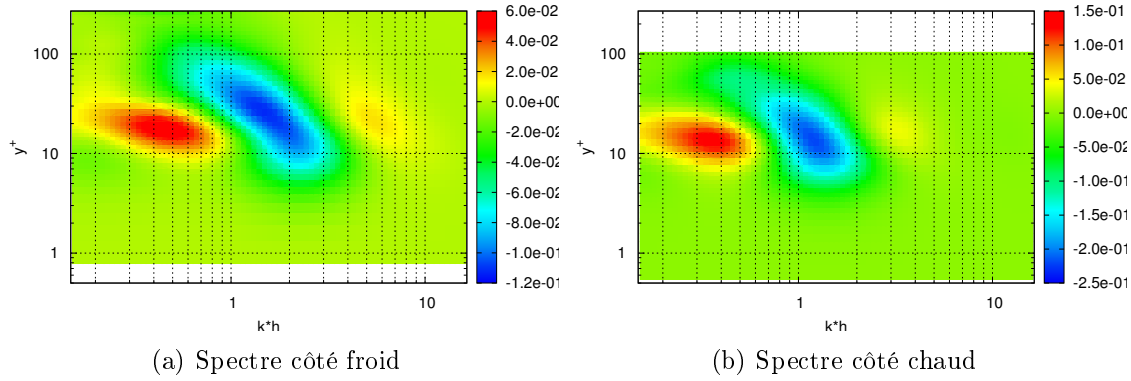 6.0e-02
4.0e-02
2.0e-02
0.0e+00
-2.0e-02
-4.0e-02
-6.0e-02
-8.0e-02
-1.0e-01
-1.2e-01
100
10
1
y+
1
10
k*h
(a) Spectre côté froid
1.5e-01
1.0e-01
5.0e-02
0.0e+00
-5.0e-02
-1.0e-01
-1.5e-01
-2.0e-01
-2.5e-01
100
10
1
y+
1
10
k*h
(b) Spectre côté chaud